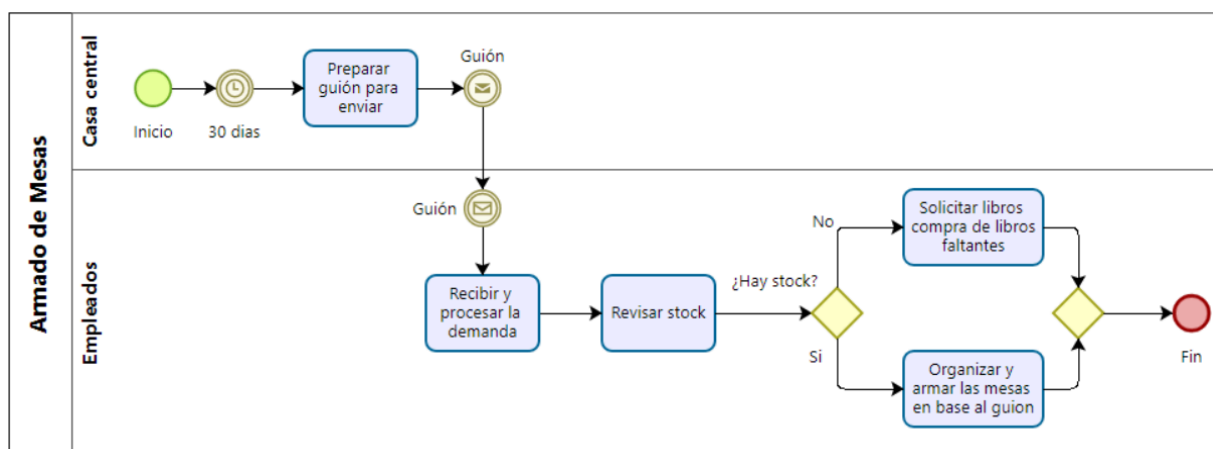 Armado de Mesas
Casa central
Inicio
30 dias
Preparar
guión para
enviar
Guión
Empleados
Guión
Recibir y
procesar la
demanda
Revisar stock
¿Hay stock?
No
Solicitar libros
compra de libros
faltantes
Si
Organizar y
armar las mesas
en base al guion
Fin